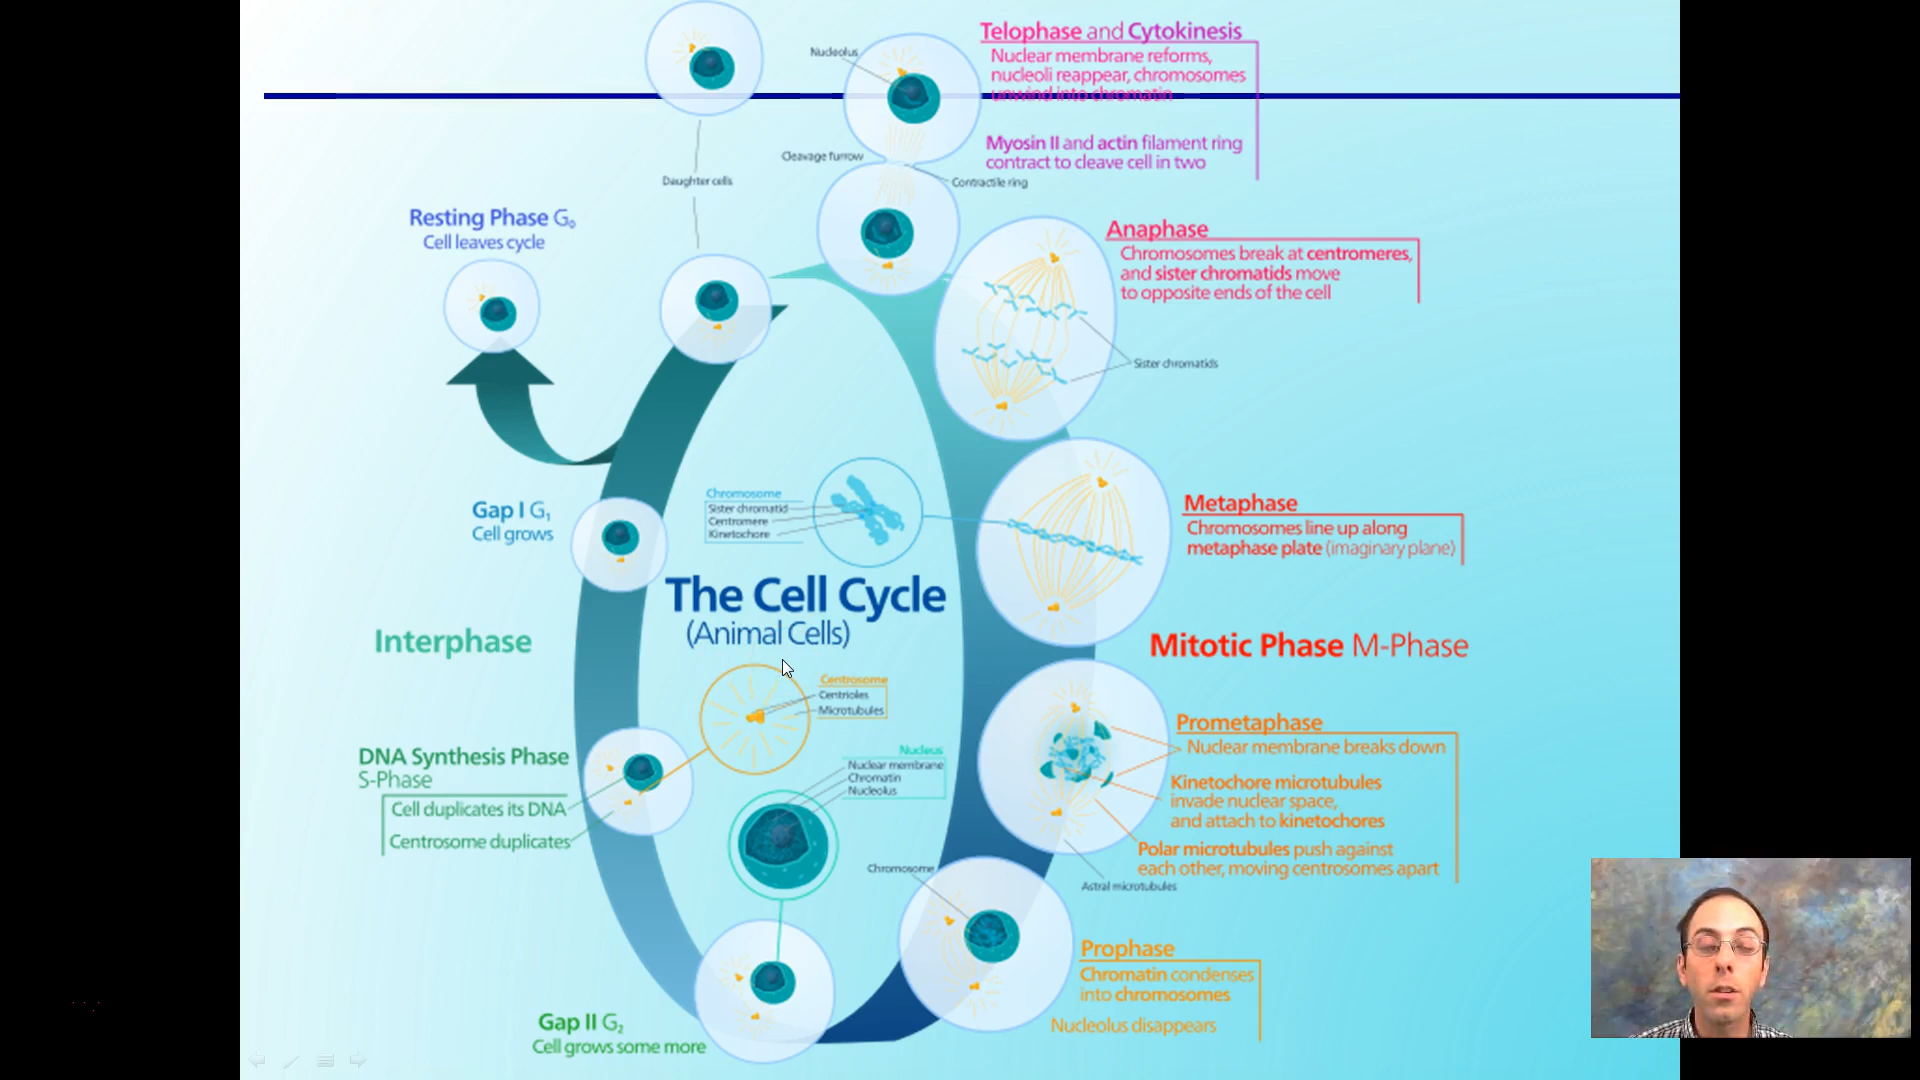 Telophase and Cytokinesis
Nuclear membrane reforms,
nucleoli reappear, chromosomes
unwind into chromatin
Myosin II and actin filament ring
contract to cleave cell in two
Nucleolus
Cleavage furrow
Contractile ring
Daughter cells
Resting Phase G₀
Cell leaves cycle
Anaphase
Chromosomes break at centromeres,
and sister chromatids move
to opposite ends of the cell
Sister chromatids
Gap I G₁
Cell grows
Chromosome
Sister chromatid
Centromere
Kinetochore
Metaphase
Chromosomes line up along
metaphase plate (imaginary plane)
The Cell Cycle
(Animal Cells)
Interphase
Mitotic Phase M-Phase
Centrosome
Centrioles
Microtubules
DNA Synthesis Phase
S-Phase
Cell duplicates its DNA
Centrosome duplicates
Nucleus
Nuclear membrane
Chromatin
Nucleolus
Prometaphase
Nuclear membrane breaks down
Kinetochore microtubules
invade nuclear space,
and attach to kinetochores
Polar microtubules push against
each other, moving centrosomes apart
Astral microtubules
Chromosome
Prophase
Chromatin condenses
into chromosomes
Nucleolus disappears
Gap II G₂
Cell grows some more